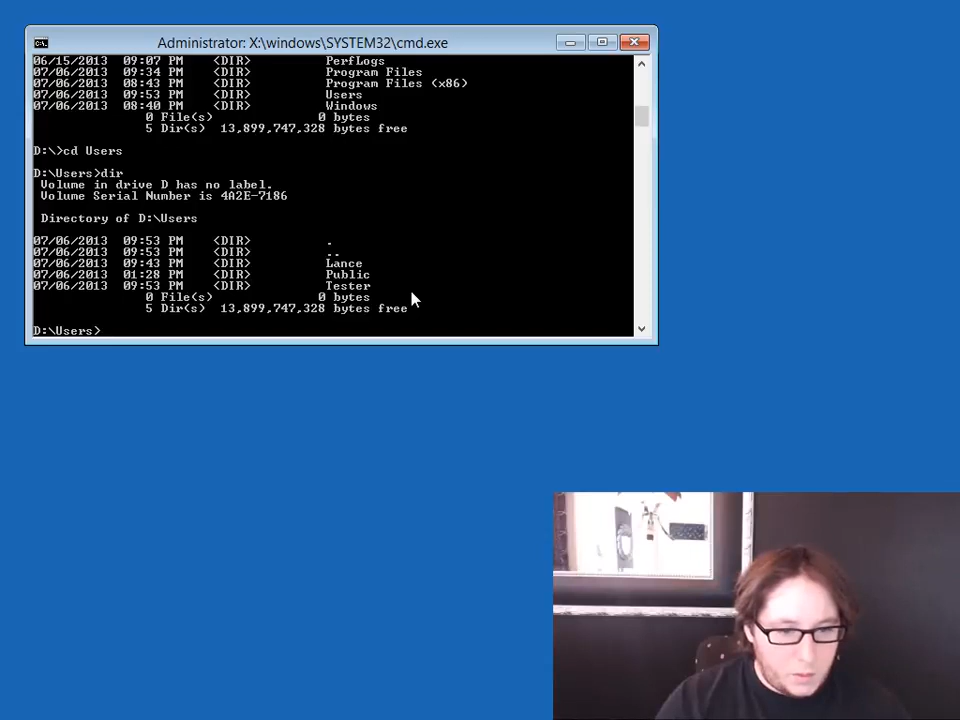 Administrator: X:\windows\SYSTEM32\cmd.exe
06/15/2013 09:07 PM <DIR> PerfLogs
07/06/2013 09:34 PM <DIR> Program Files
07/06/2013 08:43 PM <DIR> Program Files (x86)
07/06/2013 09:53 PM <DIR> Users
07/06/2013 08:40 PM <DIR> Windows
0 File(s) 0 bytes
5 Dir(s) 13,899,747,328 bytes free
D:\>cd Users
D:\Users>dir
Volume in drive D has no label.
Volume Serial Number is 4A2E-7186
Directory of D:\Users
07/06/2013 09:53 PM <DIR> .
07/06/2013 09:53 PM <DIR> ..
07/06/2013 09:43 PM <DIR> Lance
07/06/2013 01:28 PM <DIR> Public
07/06/2013 09:53 PM <DIR> Tester
0 File(s) 0 bytes
5 Dir(s) 13,899,747,328 bytes free
D:\Users>